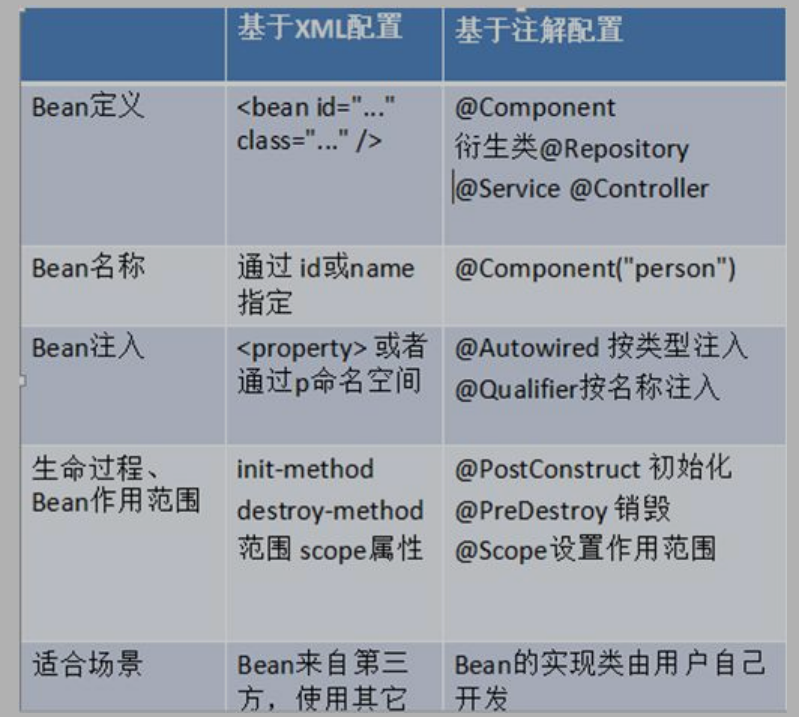 基于XML配置
基于注解配置
Bean定义
<bean id="..."
class="..." />
@Component
衍生类@Repository
@Service @Controller
Bean名称
通过 id或name
指定
@Component("person")
Bean注入
<property> 或者
通过p命名空间
@Autowired 按类型注入
@Qualifier按名称注入
生命过程、
Bean作用范围
init-method
destroy-method
范围 scope属性
@PostConstruct 初始化
@PreDestroy 销毁
@Scope设置作用范围
适合场景
Bean来自第三
方，使用其它
Bean的实现类由用户自己
开发